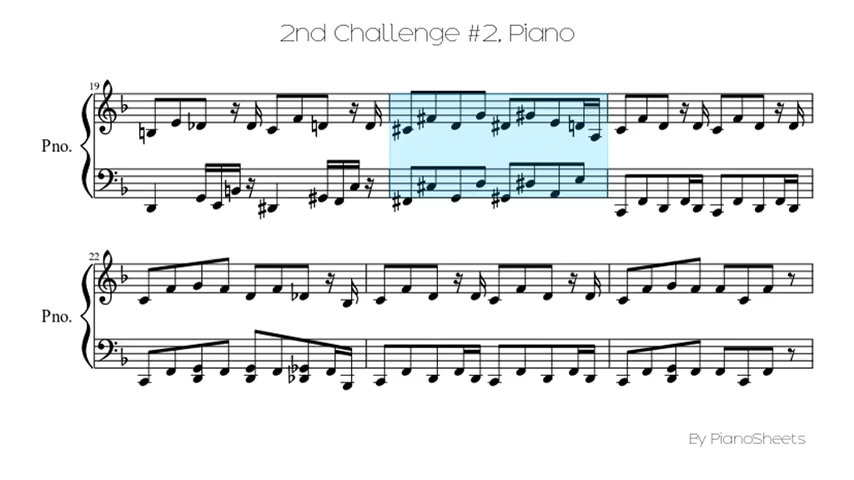 2nd Challenge #2, Piano
19
Pno.
22
Pno.
By PianoSheets